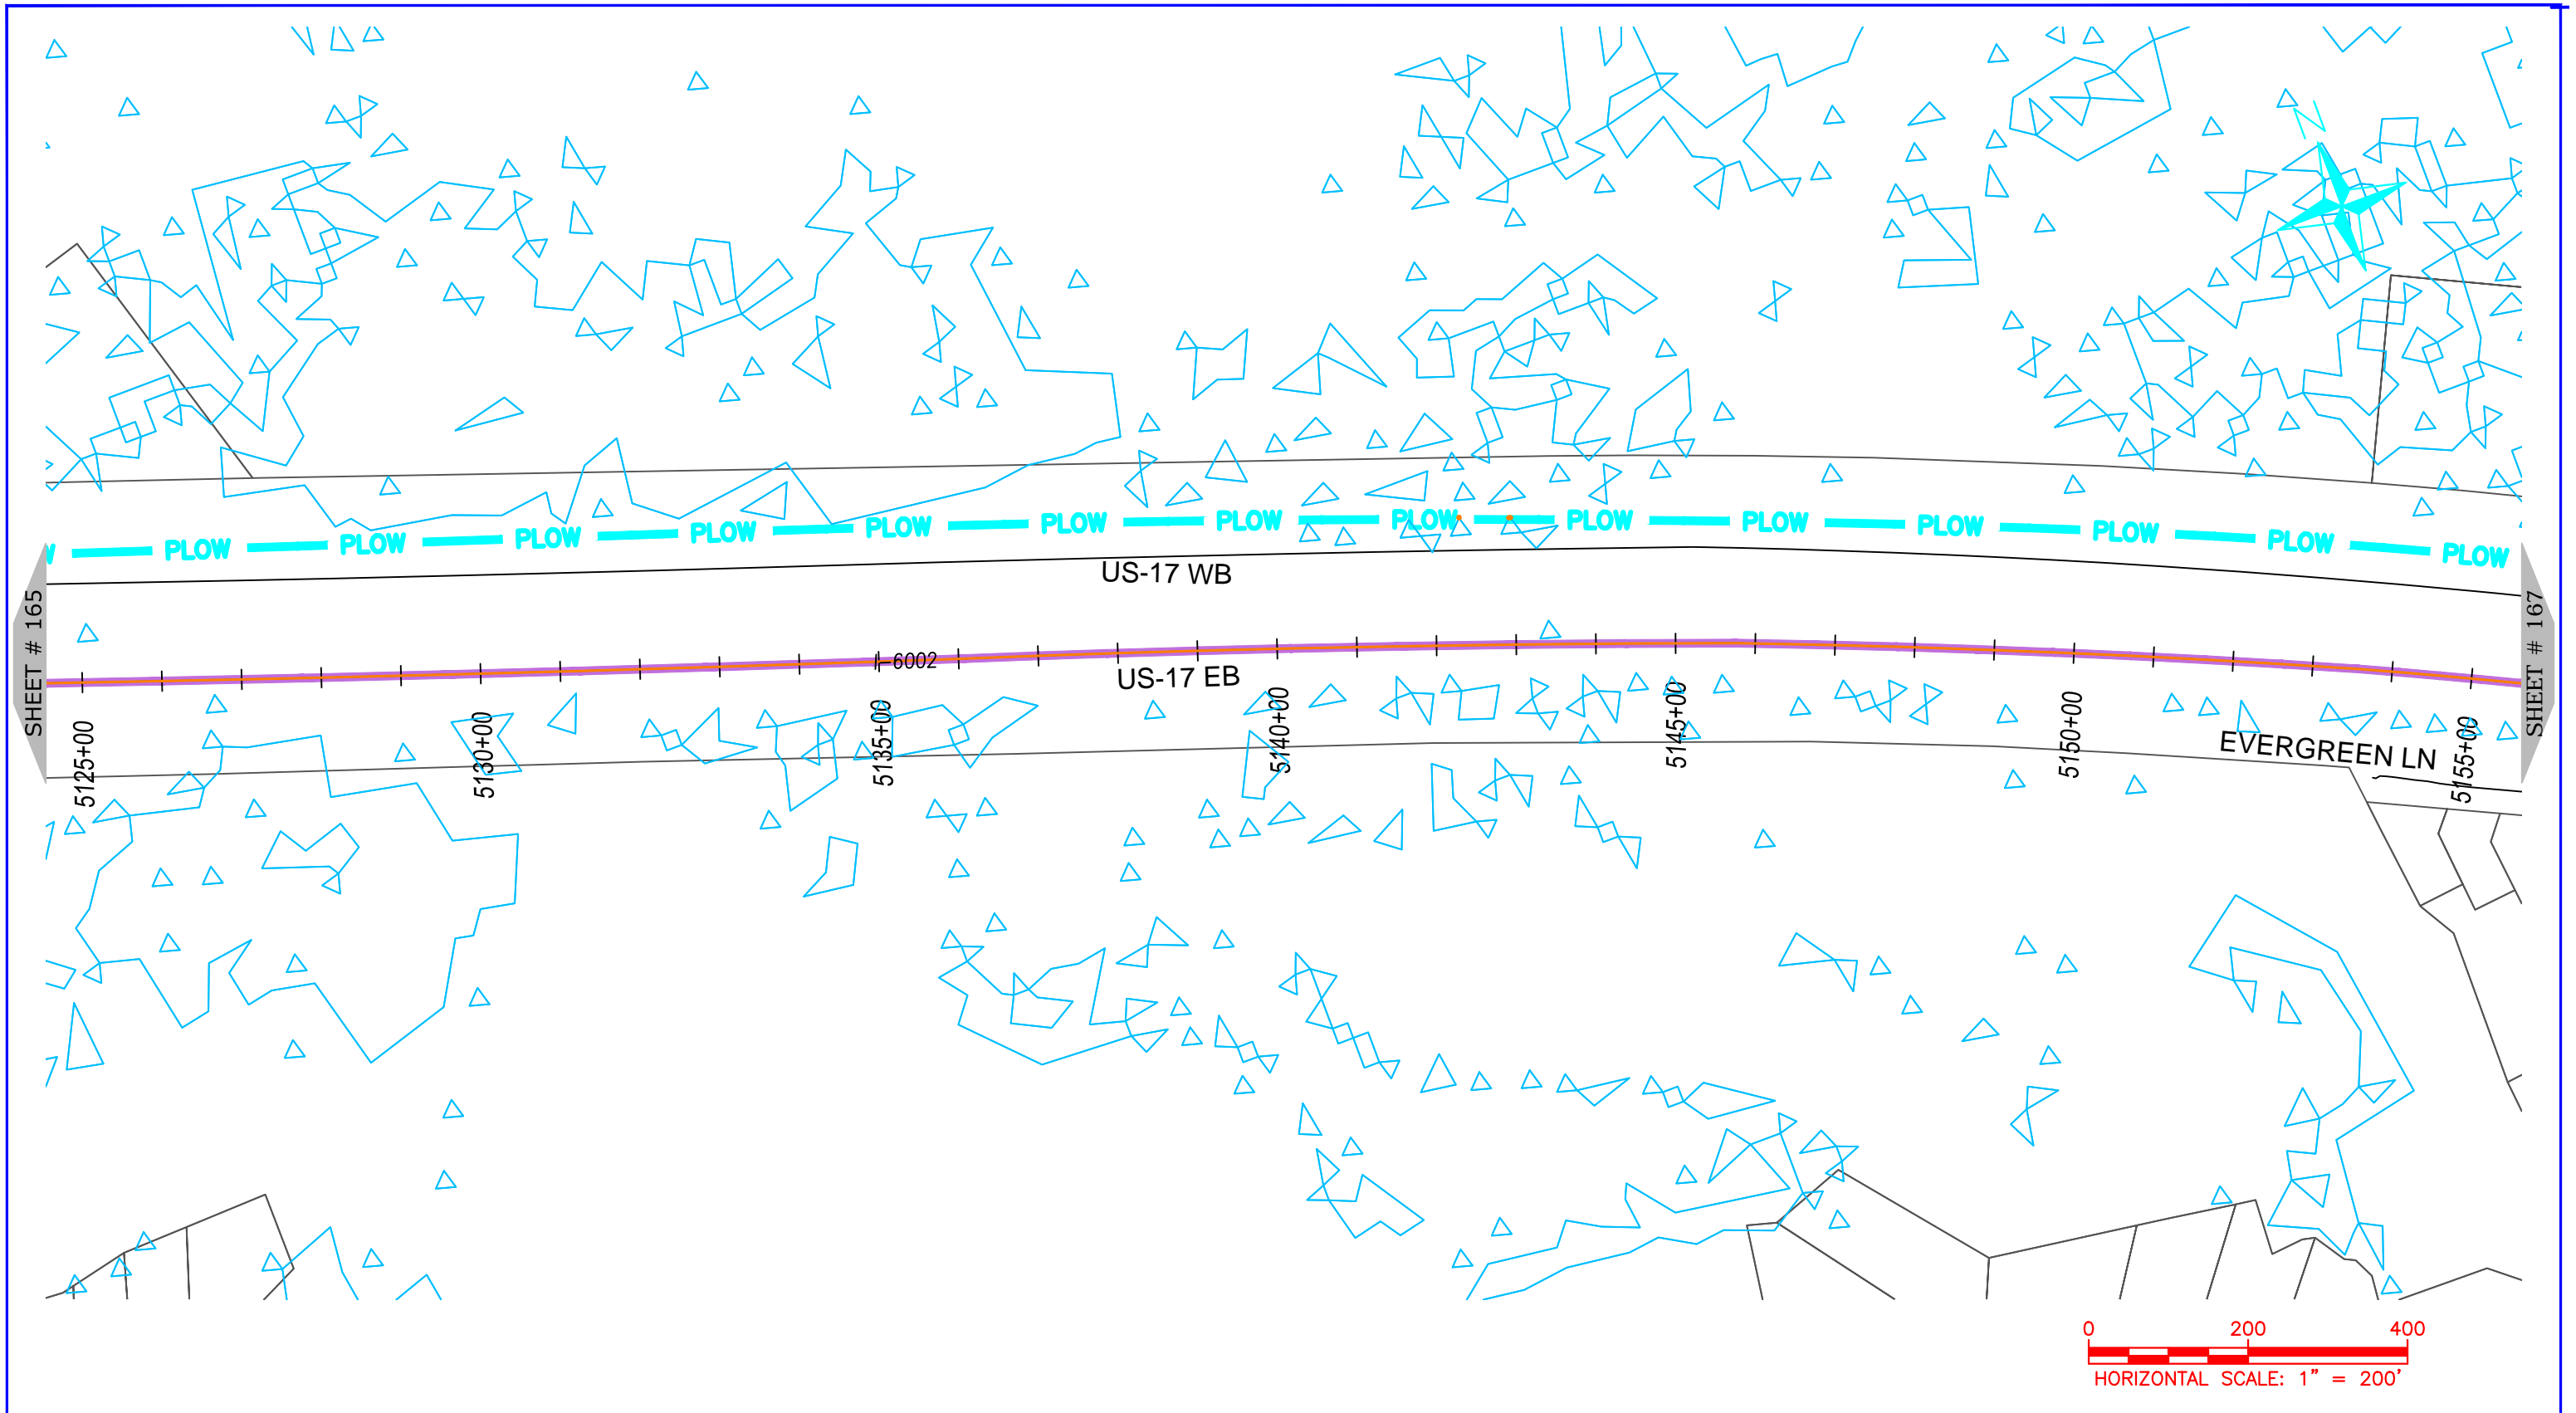 N
W PLOW PLOW PLOW PLOW PLOW PLOW PLOW PLOW PLOW PLOW PLOW PLOW PLOW PLOW
US-17 WB
SHEET # 165
SHEET # 167
6002
US-17 EB
5125+00
5130+00
5135+00
5140+00
5145+00
5150+00
5155+00
EVERGREEN LN
0 200 400
HORIZONTAL SCALE: 1" = 200'